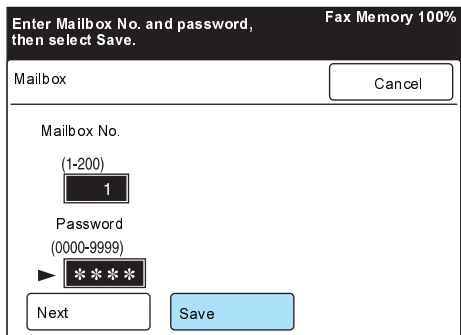 Enter Mailbox No. and password, Fax Memory 100%
then select Save.
Mailbox
Cancel
Mailbox No.
(1-200)
1
Password
(0000-9999)
****
Next
Save